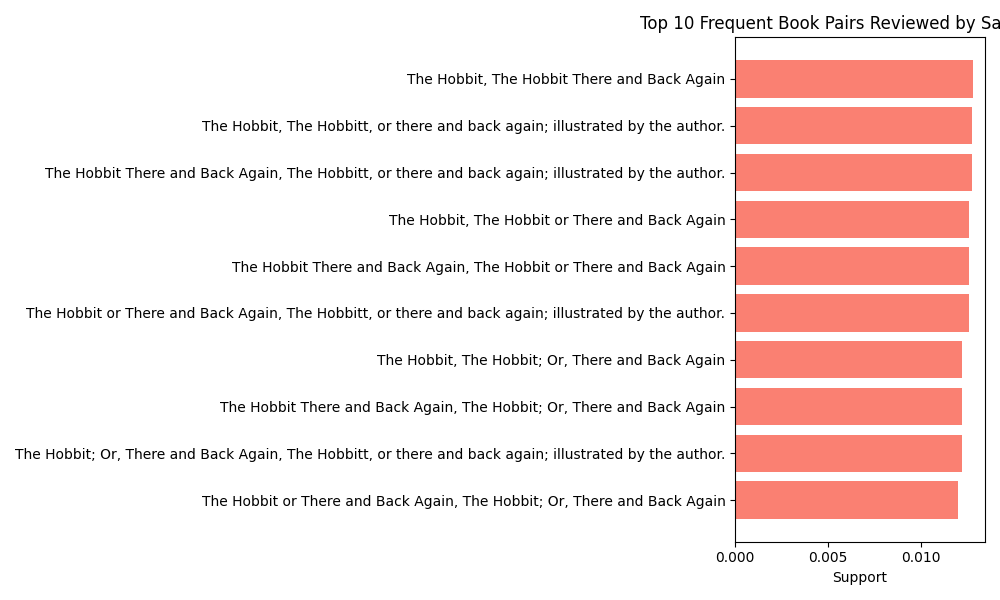 Top 10 Frequent Book Pairs Reviewed by Sa
The Hobbit, The Hobbit There and Back Again
The Hobbit, The Hobbitt, or there and back again; illustrated by the author.
The Hobbit There and Back Again, The Hobbitt, or there and back again; illustrated by the author.
The Hobbit, The Hobbit or There and Back Again
The Hobbit There and Back Again, The Hobbit or There and Back Again
The Hobbit or There and Back Again, The Hobbitt, or there and back again; illustrated by the author.
The Hobbit, The Hobbit; Or, There and Back Again
The Hobbit There and Back Again, The Hobbit; Or, There and Back Again
The Hobbit; Or, There and Back Again, The Hobbitt, or there and back again; illustrated by the author.
The Hobbit or There and Back Again, The Hobbit; Or, There and Back Again
0.000 0.005 0.010
Support